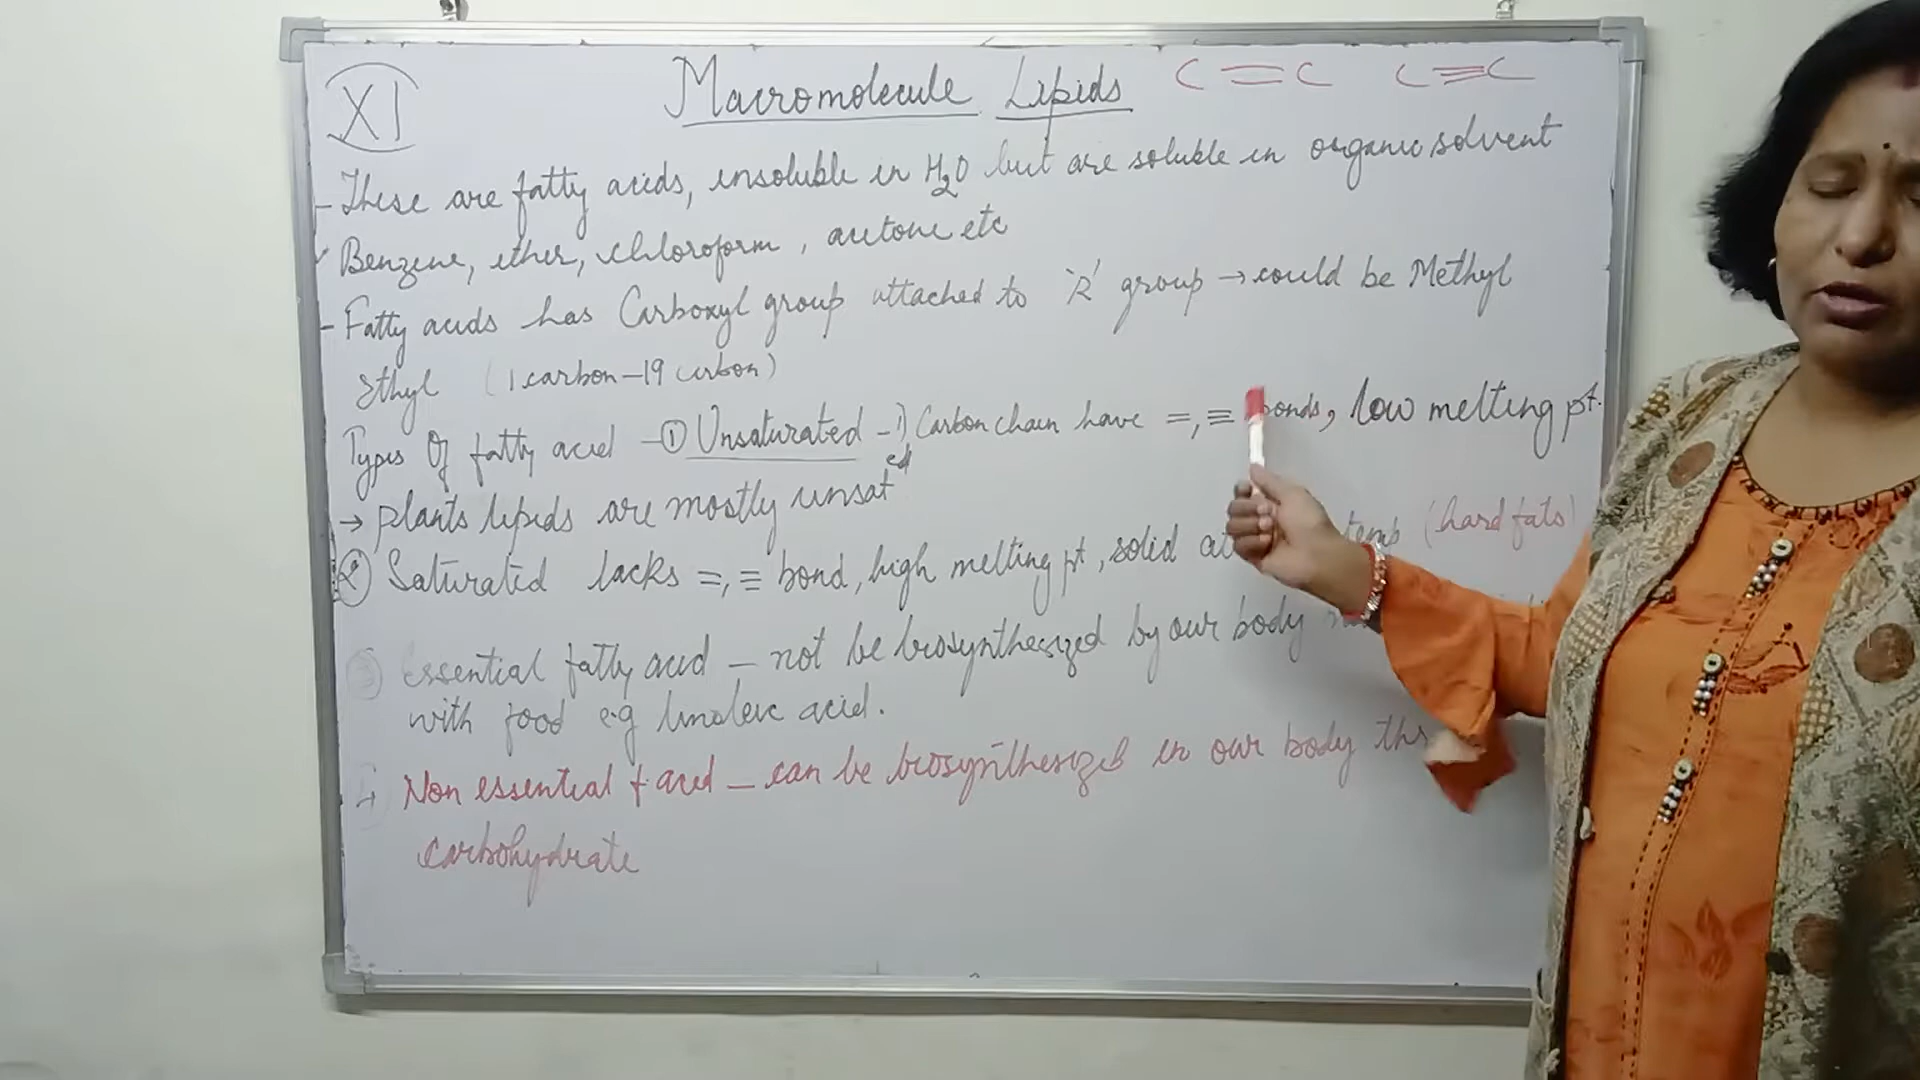 XI
Macromolecule Lipids C = C C ≡ C
- These are fatty acids, insoluble in H2O but are soluble in organic solvent
Benzene, ether, chloroform, acetone etc
- Fatty acids has Carboxyl group attached to 'R' group → could be Methyl
Ethyl (1 carbon – 19 carbon)
Types Of fatty acid – ① Unsaturated – 1) Carbon chain have =, ≡ bonds, low melting pt.
→ plants lipids are mostly unsated
② Saturated lacks =, ≡ bond, high melting pt, solid at temp (hard fats)
③ Essential fatty acid – not be biosynthesized by our body
with food e.g linoleic acid.
Non essential f. acid – can be biosynthesized in our body
carbohydrate